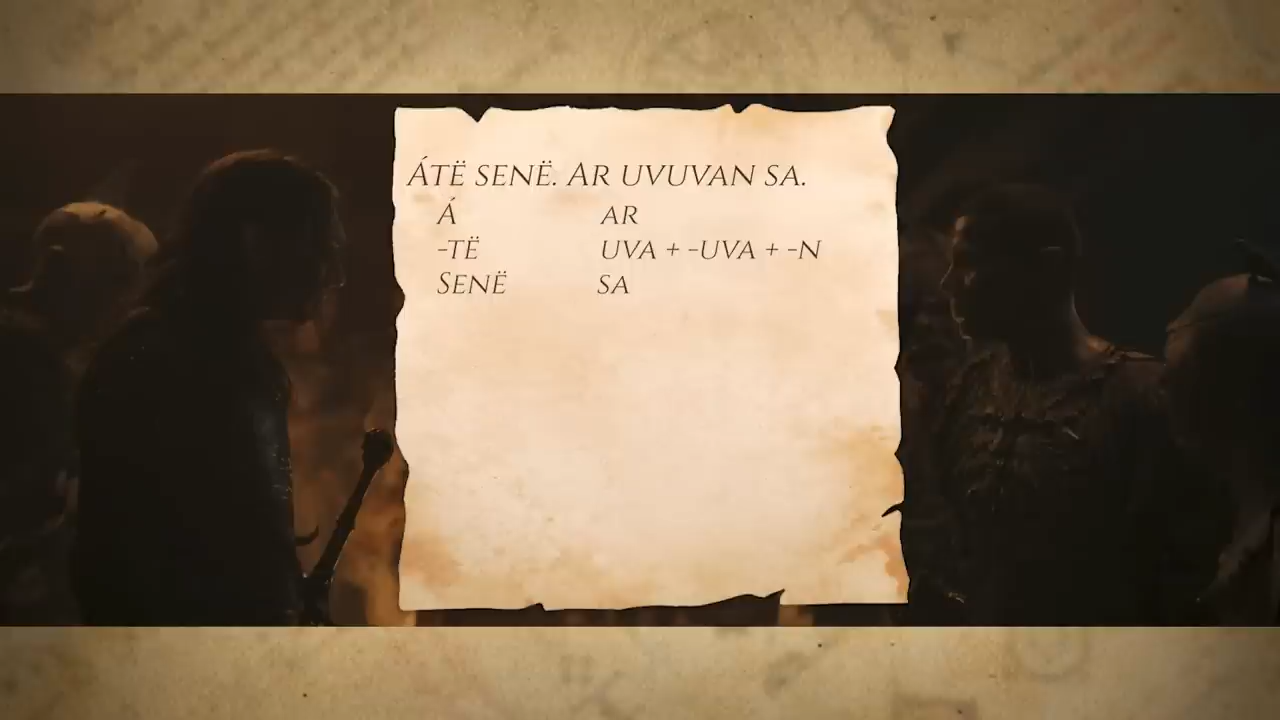 Átë senë. Ar uvuvan sa.
Á ar
-të uva + -uva + -n
Senë sa